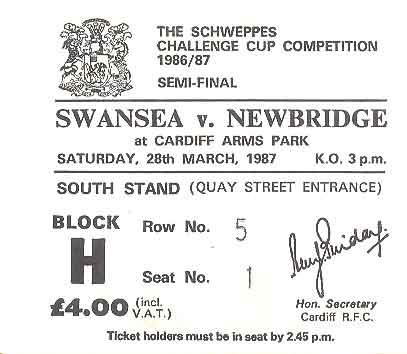 THE SCHWEPPES
CHALLENGE CUP COMPETITION
1986/87
SEMI-FINAL
SWANSEA v. NEWBRIDGE
at CARDIFF ARMS PARK
SATURDAY, 28th MARCH, 1987 K.O. 3 p.m.
SOUTH STAND (QUAY STREET ENTRANCE)
BLOCK Row No. 5
H Seat No. 1
£4.00 (incl. V.A.T.)
Hon. Secretary
Cardiff R.F.C.
Ticket holders must be in seat by 2.45 p.m.